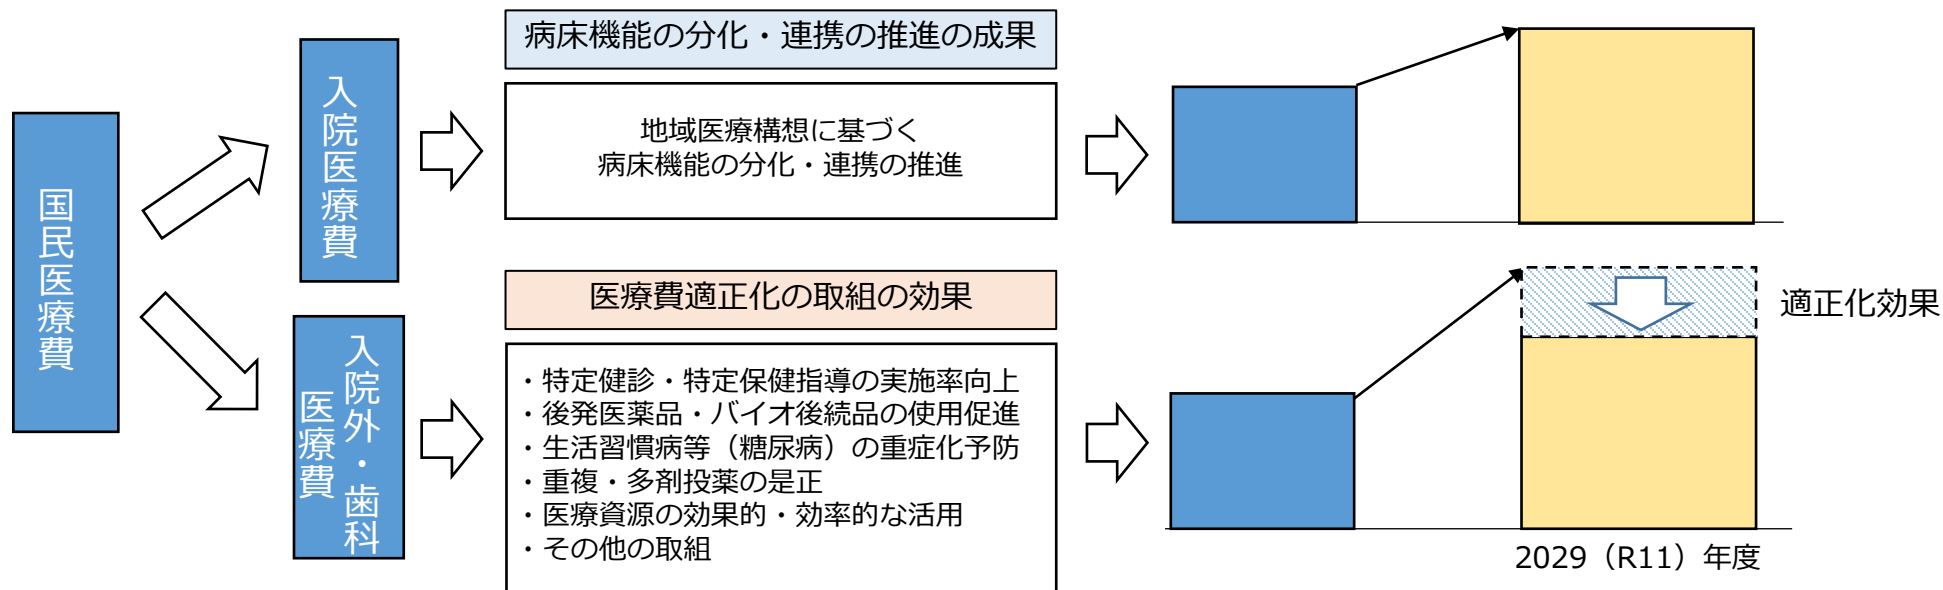 国民医療費
入院医療費
病床機能の分化・連携の推進の成果
地域医療構想に基づく
病床機能の分化・連携の推進
入院外・歯科
医療費
医療費適正化の取組の効果
・特定健診・特定保健指導の実施率向上
・後発医薬品・バイオ後続品の使用促進
・生活習慣病等（糖尿病）の重症化予防
・重複・多剤投薬の是正
・医療資源の効果的・効率的な活用
・その他の取組
適正化効果
2029（R11）年度